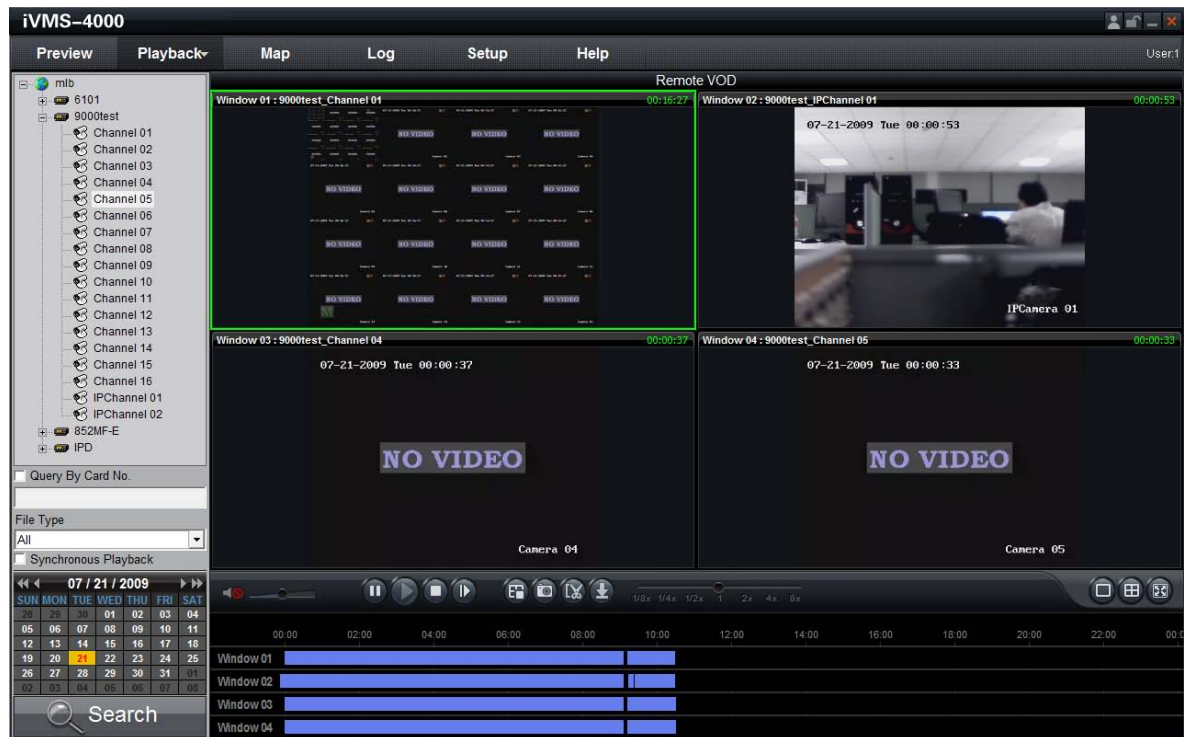 iVMS-4000
Preview Playback Map Log Setup Help User:1
Remote VOD
mlb
6101
9000test
Channel 01
Channel 02
Channel 03
Channel 04
Channel 05
Channel 06
Channel 07
Channel 08
Channel 09
Channel 10
Channel 11
Channel 12
Channel 13
Channel 14
Channel 15
Channel 16
IPChannel 01
IPChannel 02
852MF-E
IPD
Query By Card No.
File Type
All
Synchronous Playback
07 / 21 / 2009
SUN MON TUE WED THU FRI SAT
28 29 30 01 02 03 04
05 06 07 08 09 10 11
12 13 14 15 16 17 18
19 20 21 22 23 24 25
26 27 28 29 30 31 01
02 03 04 05 06 07 08
Search
Window 01 : 9000test_Channel 01 00:16:27
NO VIDEO NO VIDEO NO VIDEO
NO VIDEO NO VIDEO NO VIDEO NO VIDEO
NO VIDEO NO VIDEO NO VIDEO NO VIDEO
NO VIDEO NO VIDEO NO VIDEO NO VIDEO
M
Window 02 : 9000test_IPChannel 01 00:00:53
07-21-2009 Tue 00:00:53
IPCamera 01
Window 03 : 9000test_Channel 04 00:00:37
07-21-2009 Tue 00:00:37
NO VIDEO
Camera 04
Window 04 : 9000test_Channel 05 00:00:33
07-21-2009 Tue 00:00:33
NO VIDEO
Camera 05
1/8x 1/4x 1/2x 1 2x 4x 8x
00:00 02:00 04:00 06:00 08:00 10:00 12:00 14:00 16:00 18:00 20:00 22:00 00:0
Window 01
Window 02
Window 03
Window 04